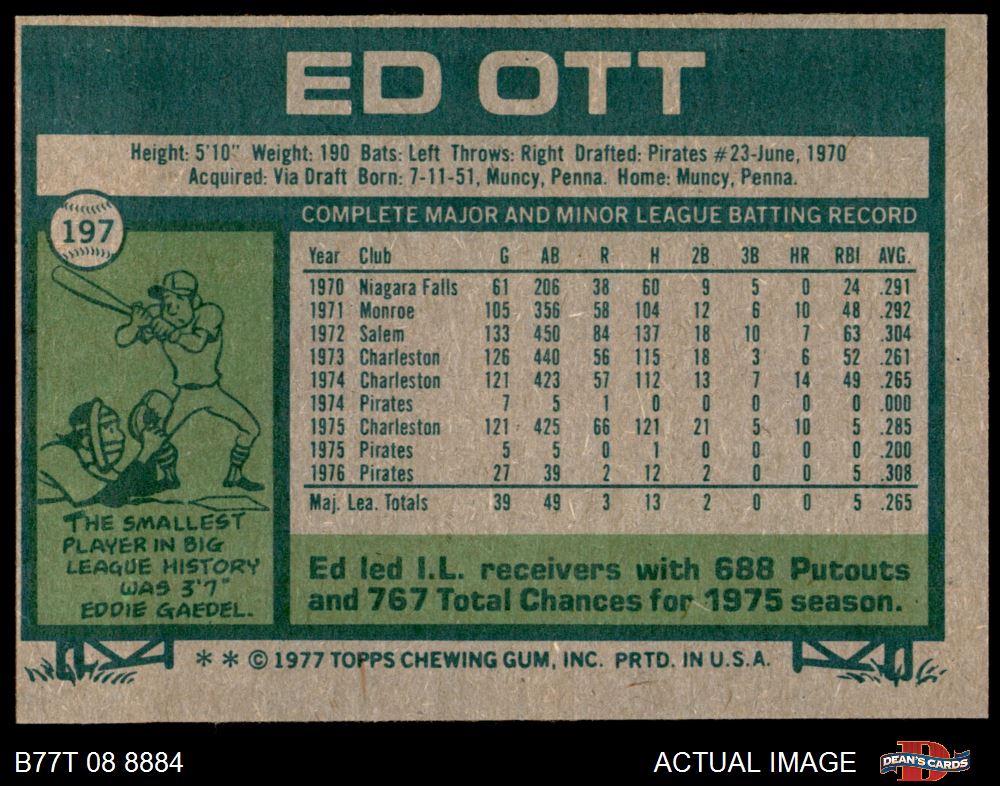 ED OTT
Height: 5'10" Weight: 190 Bats: Left Throws: Right Drafted: Pirates #23-June, 1970
Acquired: Via Draft Born: 7-11-51, Muncy, Penna. Home: Muncy, Penna.
197
COMPLETE MAJOR AND MINOR LEAGUE BATTING RECORD
Year Club G AB R H 2B 3B HR RBI AVG.
1970 Niagara Falls 61 206 38 60 9 5 0 24 .291
1971 Monroe 105 356 58 104 12 6 10 48 .292
1972 Salem 133 450 84 137 18 10 7 63 .304
1973 Charleston 126 440 56 115 18 3 6 52 .261
1974 Charleston 121 423 57 112 13 7 14 49 .265
1974 Pirates 7 5 1 0 0 0 0 0 .000
1975 Charleston 121 425 66 121 21 5 10 5 .285
1975 Pirates 5 5 0 1 0 0 0 0 .200
1976 Pirates 27 39 2 12 2 0 0 5 .308
Maj. Lea. Totals 39 49 3 13 2 0 0 5 .265
THE SMALLEST
PLAYER IN BIG
LEAGUE HISTORY
WAS 3'7"
EDDIE GAEDEL.
Ed led I.L. receivers with 688 Putouts
and 767 Total Chances for 1975 season.
* * © 1977 TOPPS CHEWING GUM, INC. PRTD. IN U.S.A.
B77T 08 8884
ACTUAL IMAGE
D
DEAN'S CARDS